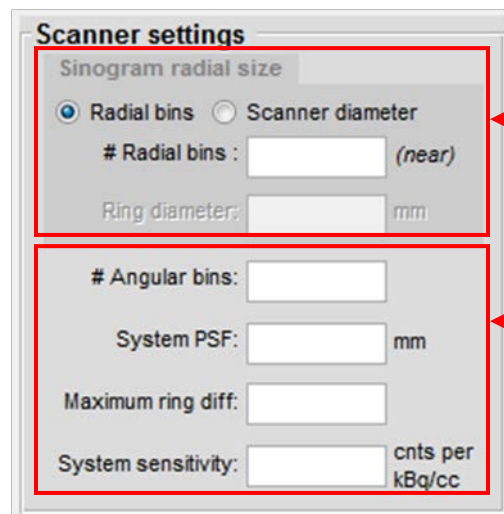 Scanner settings
Sinogram radial size
Radial bins Scanner diameter
# Radial bins : (near)
Ring diameter: mm
# Angular bins:
System PSF: mm
Maximum ring diff:
System sensitivity: cnts per
kBq/cc